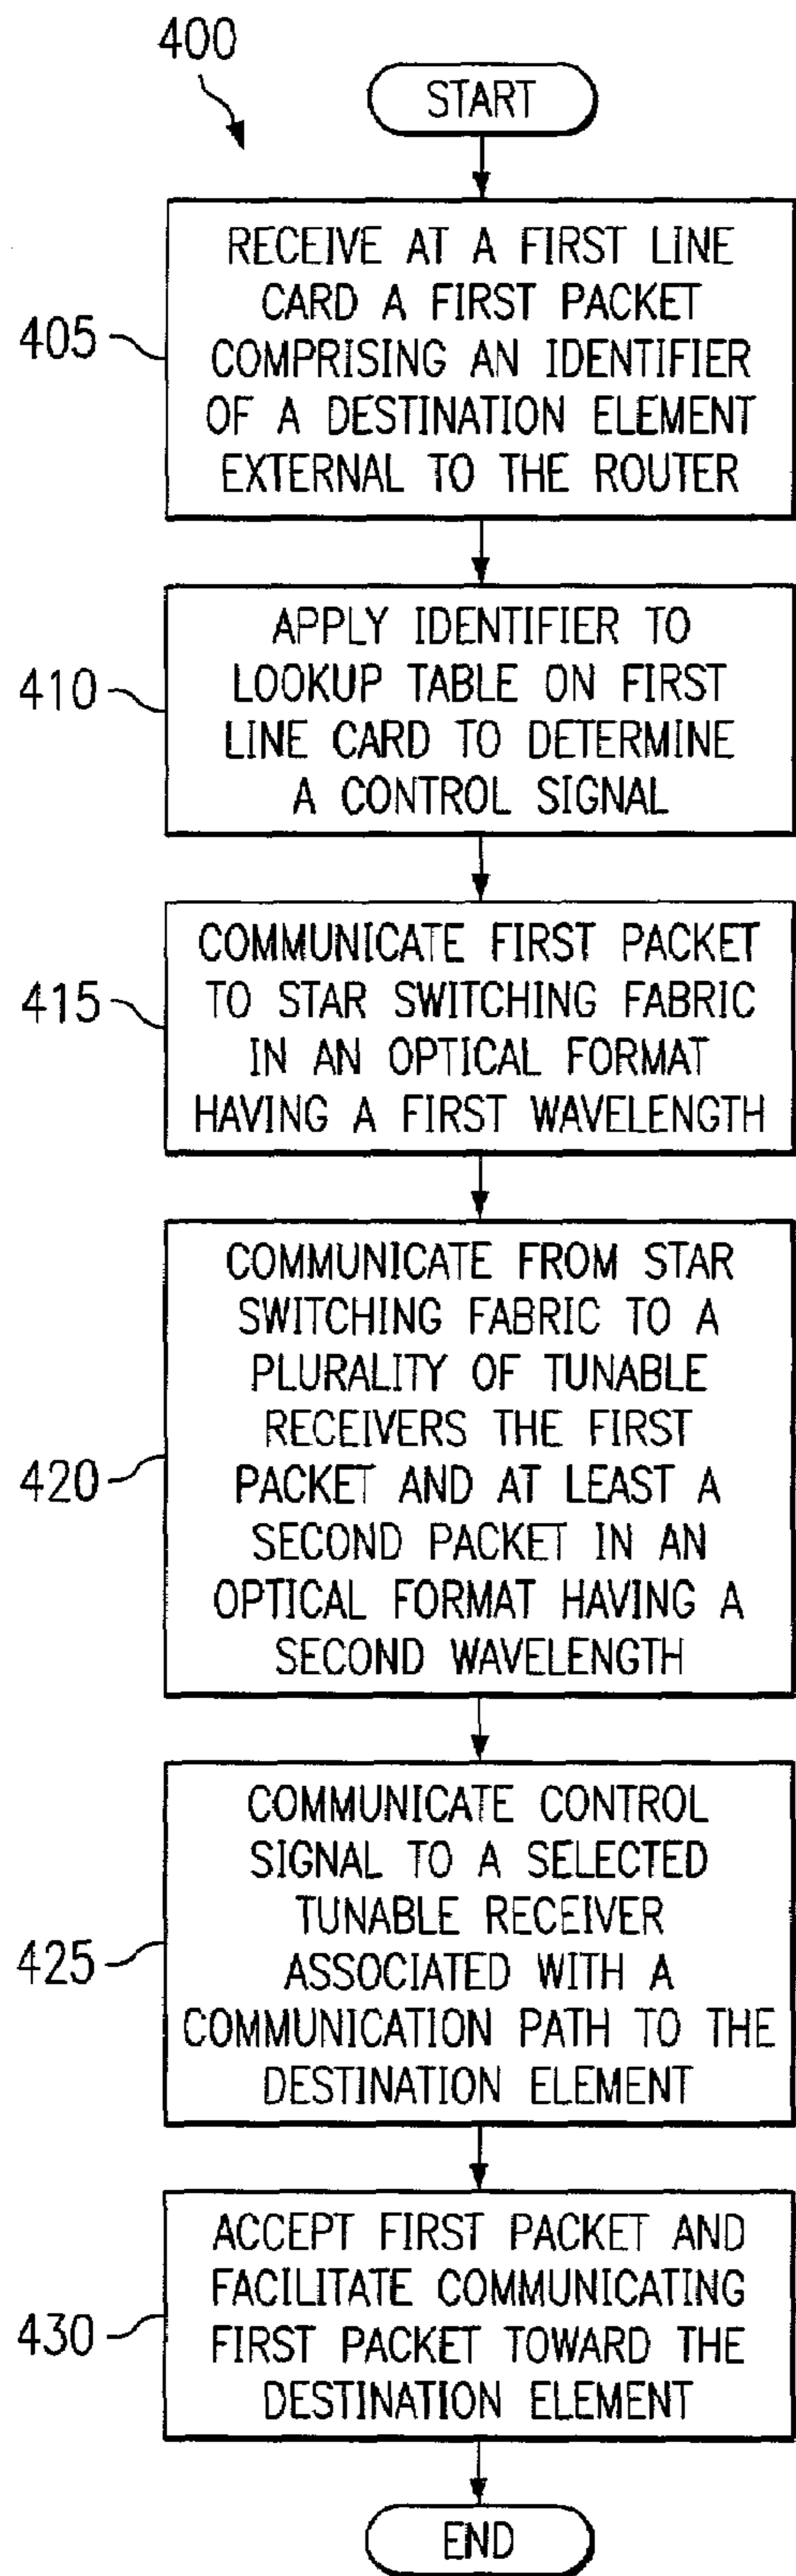 400
START
RECEIVE AT A FIRST LINE
CARD A FIRST PACKET
COMPRISING AN IDENTIFIER
OF A DESTINATION ELEMENT
EXTERNAL TO THE ROUTER
405
APPLY IDENTIFIER TO
LOOKUP TABLE ON FIRST
LINE CARD TO DETERMINE
A CONTROL SIGNAL
410
COMMUNICATE FIRST PACKET
TO STAR SWITCHING FABRIC
IN AN OPTICAL FORMAT
HAVING A FIRST WAVELENGTH
415
COMMUNICATE FROM STAR
SWITCHING FABRIC TO A
PLURALITY OF TUNABLE
RECEIVERS THE FIRST
PACKET AND AT LEAST A
SECOND PACKET IN AN
OPTICAL FORMAT HAVING A
SECOND WAVELENGTH
420
COMMUNICATE CONTROL
SIGNAL TO A SELECTED
TUNABLE RECEIVER
ASSOCIATED WITH A
COMMUNICATION PATH TO THE
DESTINATION ELEMENT
425
ACCEPT FIRST PACKET AND
FACILITATE COMMUNICATING
FIRST PACKET TOWARD THE
DESTINATION ELEMENT
430
END